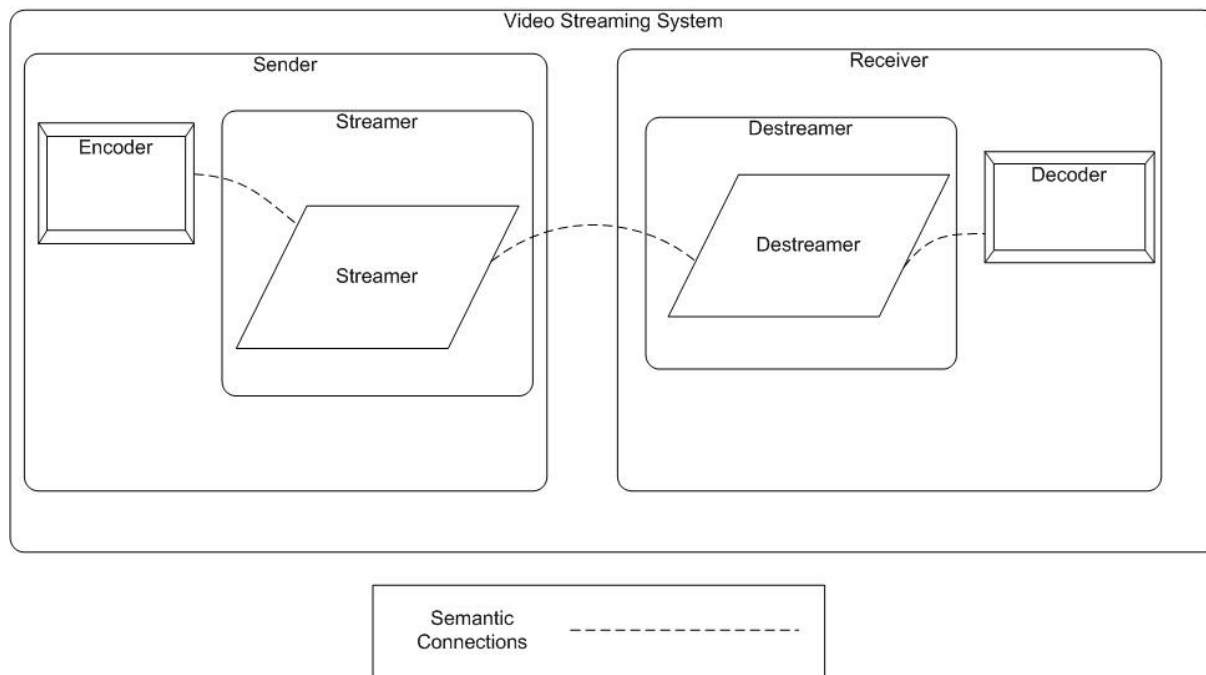 Video Streaming System
Sender
Receiver
Streamer
Destreamer
Encoder
Decoder
Streamer
Destreamer
Semantic
Connections